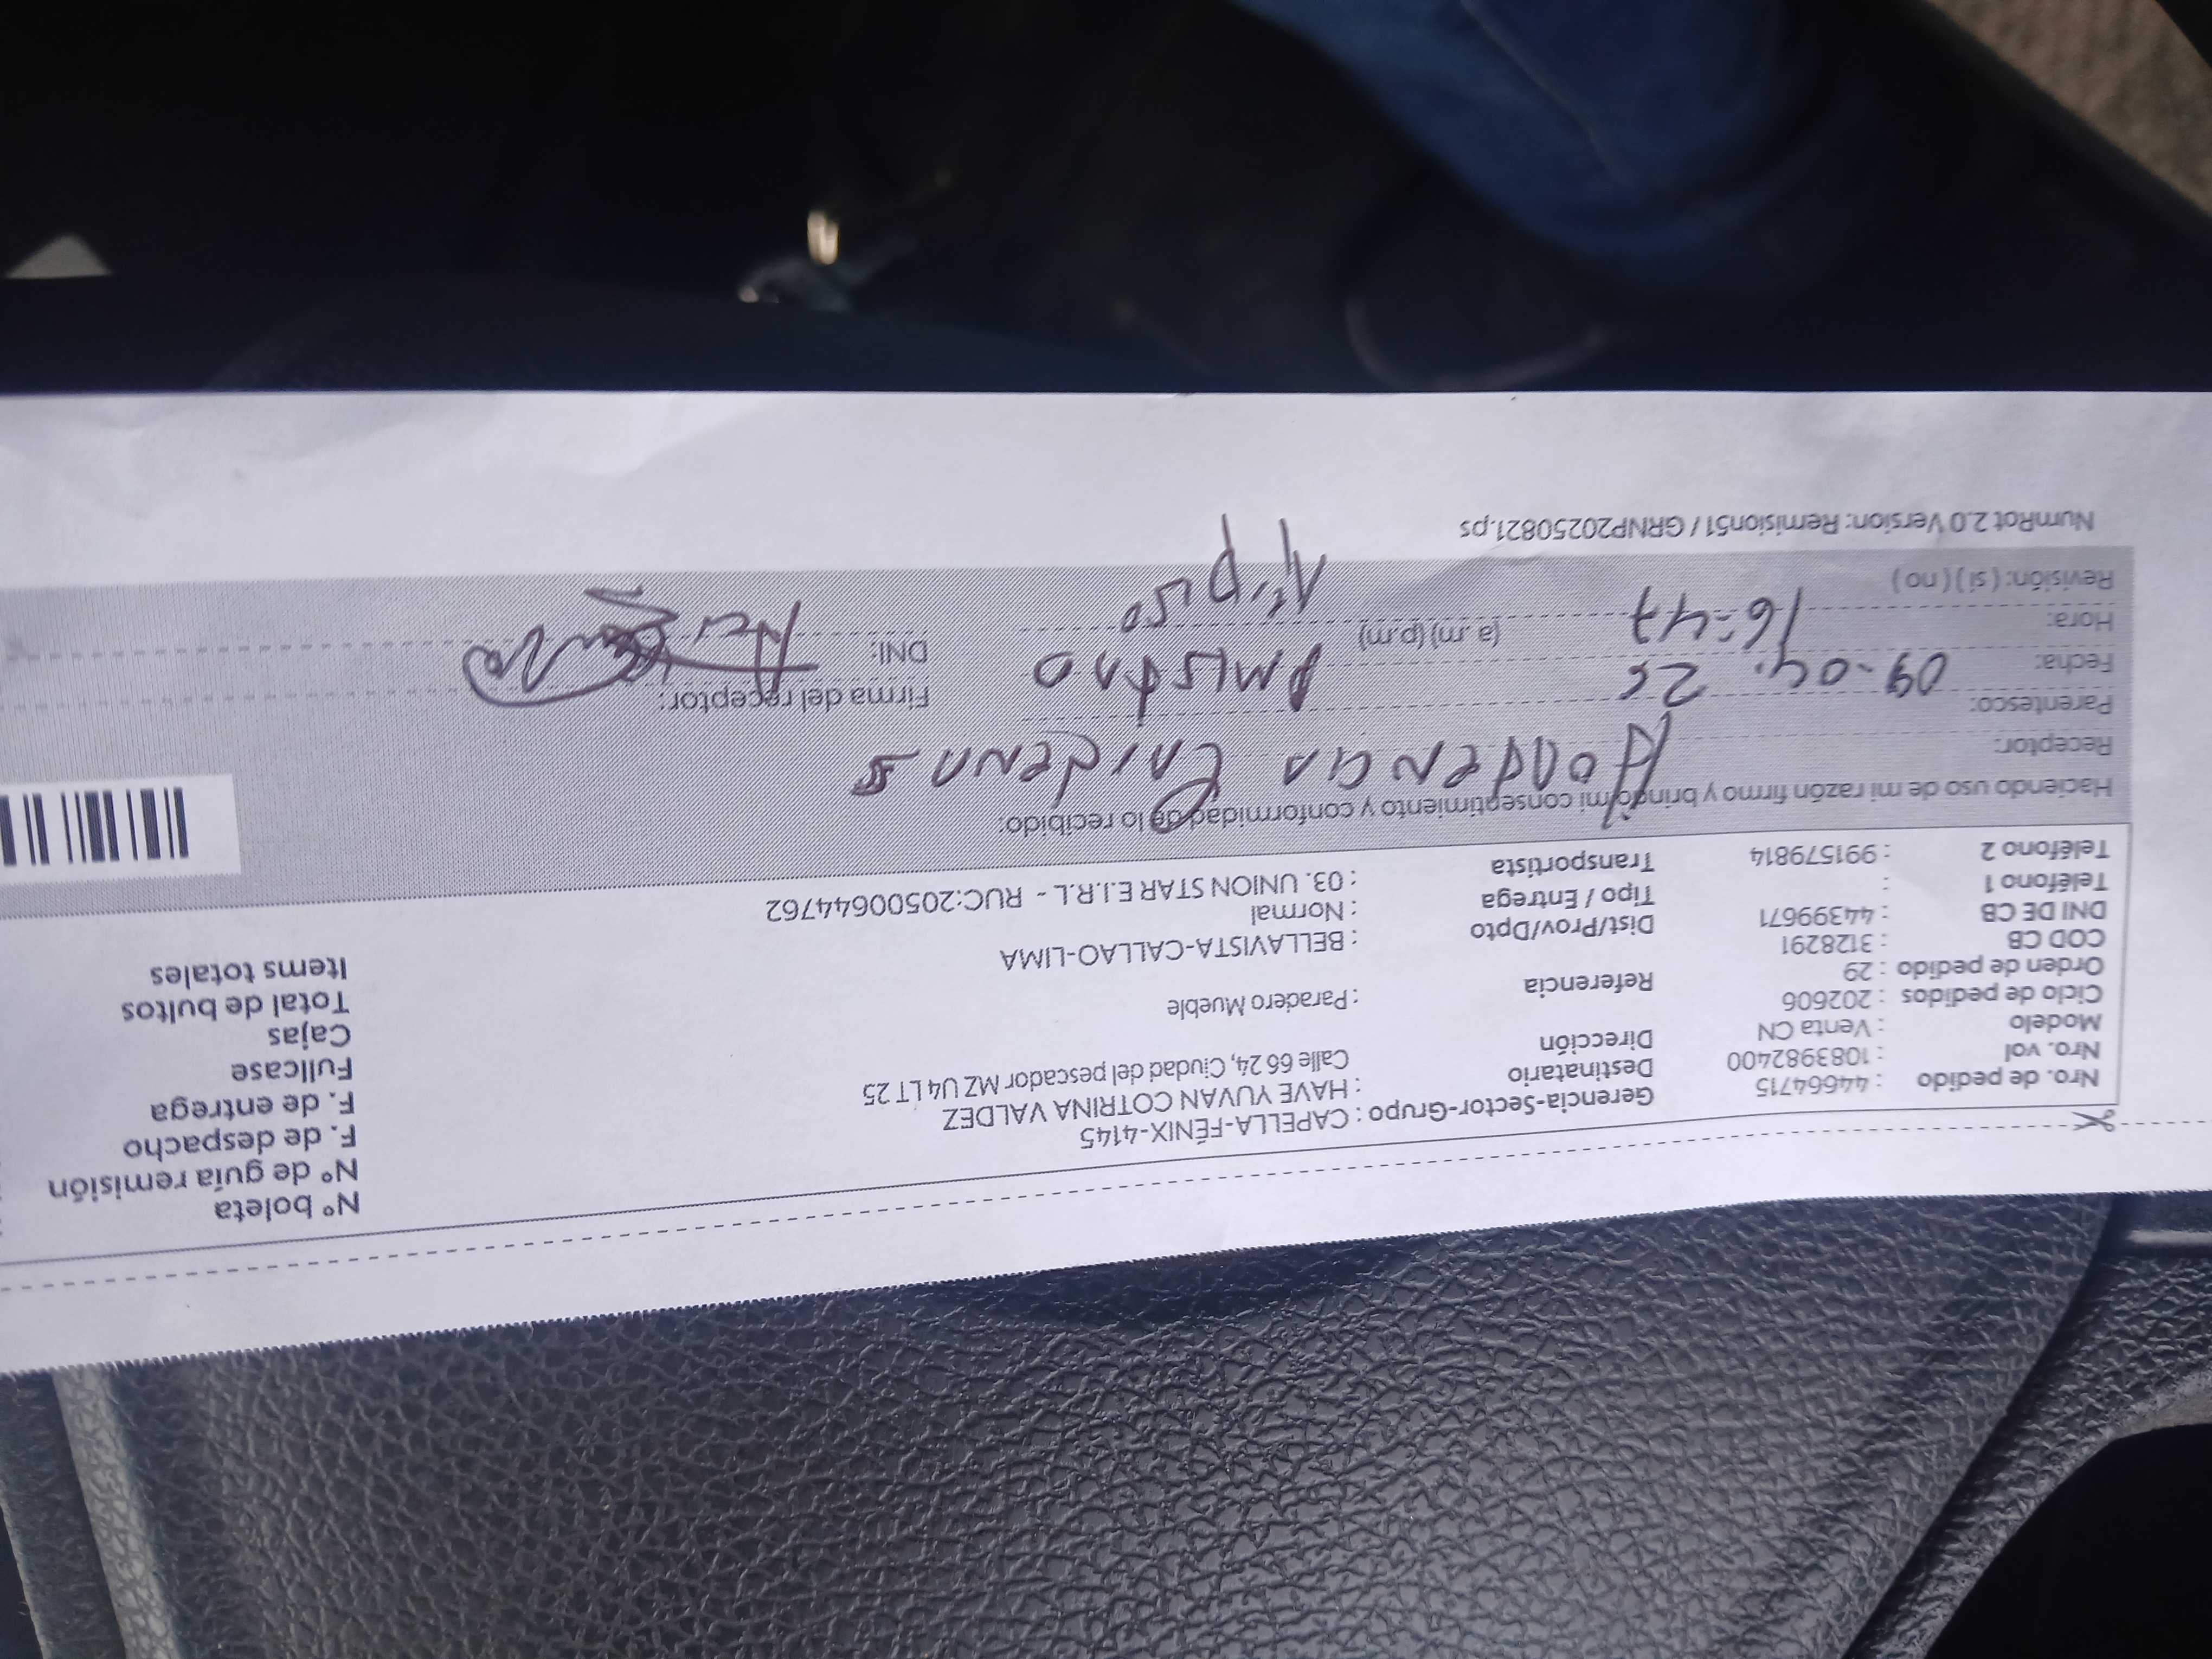 Nro. de pedido : 44664715
Nro. vol : 1083982400
Modelo : Venta CN
Ciclo de pedidos : 202606
Orden de pedido : 29
COD CB : 3128291
DNI DE CB : 44399671
Teléfono 1 :
Teléfono 2 : 991579814
Gerencia-Sector-Grupo : CAPELLA-FÉNIX-4145
Destinatario : HAVE YUVAN COTRINA VALDEZ
Dirección Calle 66 24, Ciudad del pescador MZ U4 LT 25
Referencia : Paradero Mueble
Dist/Prov/Dpto : BELLAVISTA-CALLAO-LIMA
Tipo / Entrega : Normal
Transportista : 03. UNION STAR E.I.R.L - RUC:20500644762
N° boleta
N° de guía remisión
F. de despacho
F. de entrega
Fullcase
Cajas
Total de bultos
Items totales
Haciendo uso de mi razón firmo y brindo mi consentimiento y conformidad de lo recibido:
Receptor:
Parentesco:
Fecha: 09-04. 26
Hora: 16:47 (a.m) (p.m)
Revisión: ( si ) ( no )
Firma del receptor:
DNI:
NumRot 2.0 Version: Remision51 / GRNP20250821.ps